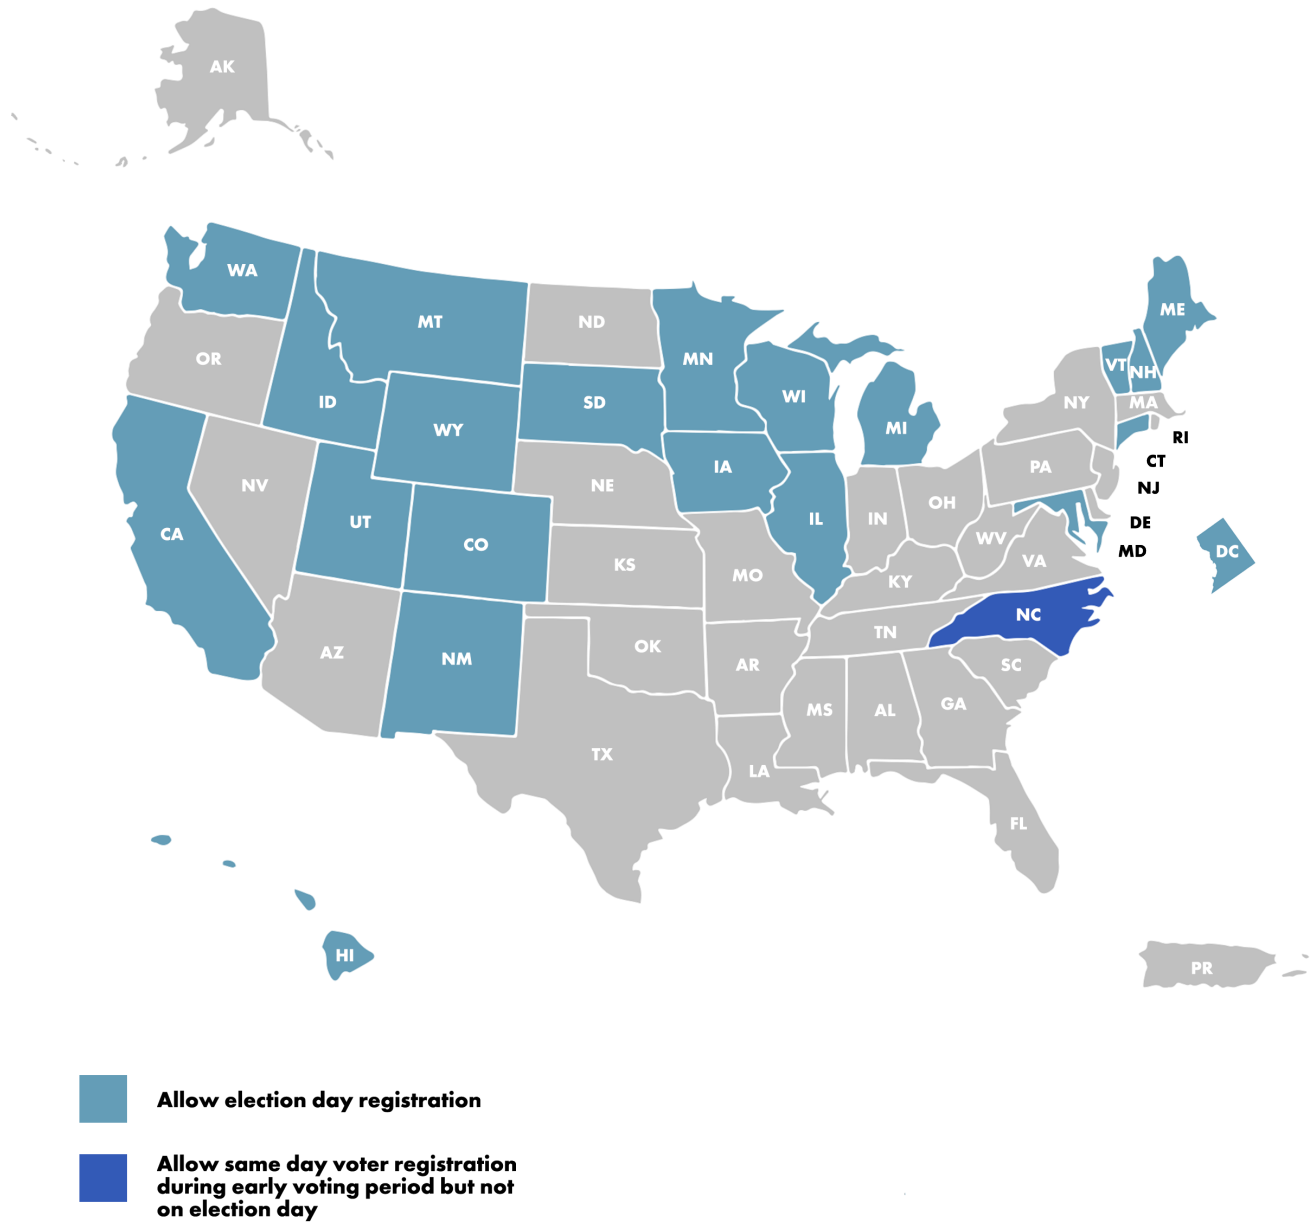 AK
WA
MT
ND
MN
ME
OR
ID
WY
SD
WI
MI
VT
NH
NY
MA
RI
CT
NJ
DE
MD
DC
NV
UT
CA
CO
NE
IA
IL
IN
OH
PA
WV
VA
KS
MO
KY
NC
TN
AZ
NM
OK
AR
SC
MS
AL
GA
TX
LA
FL
HI
PR
Allow election day registration
Allow same day voter registration
during early voting period but not
on election day